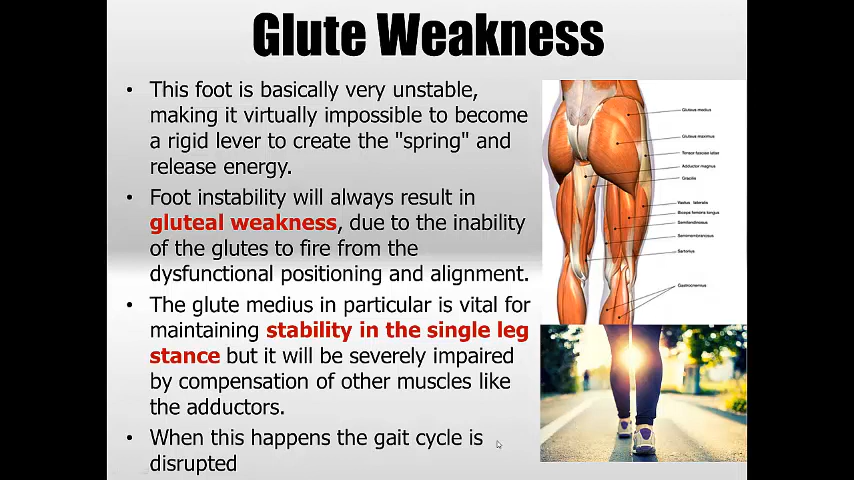 Glute Weakness
• This foot is basically very unstable,
making it virtually impossible to become
a rigid lever to create the "spring" and
release energy.
• Foot instability will always result in
gluteal weakness, due to the inability
of the glutes to fire from the
dysfunctional positioning and alignment.
• The glute medius in particular is vital for
maintaining stability in the single leg
stance but it will be severely impaired
by compensation of other muscles like
the adductors.
• When this happens the gait cycle is
disrupted
Gluteus medius
Gluteus maximus
Tensor fasciae latae
Adductor magnus
Gracilis
Vastus lateralis
Biceps femoris longus
Semitendinosus
Semimembranosus
Sartorius
Gastrocnemius